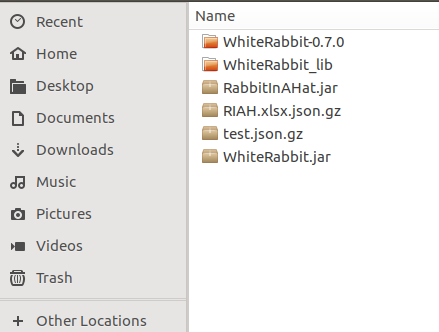 Recent
Home
Desktop
Documents
Downloads
Music
Pictures
Videos
Trash
Other Locations
Name
WhiteRabbit-0.7.0
WhiteRabbit_lib
RabbitInAHat.jar
RIAH.xlsx.json.gz
test.json.gz
WhiteRabbit.jar